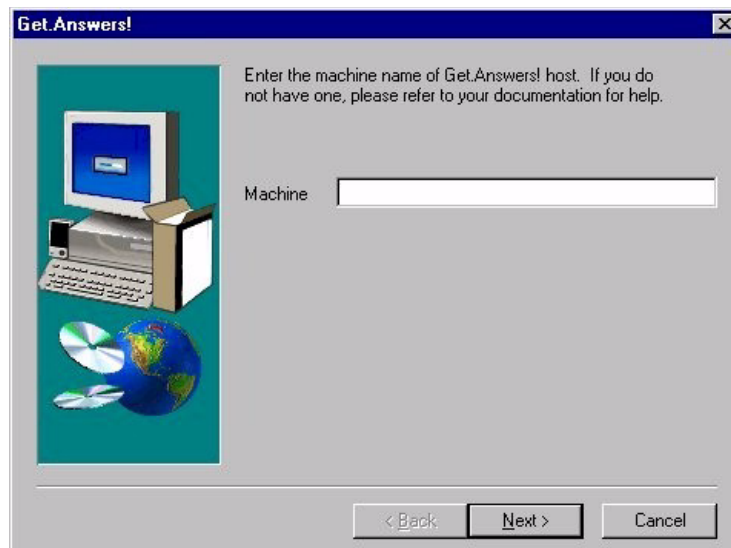 Get.Answers!
Enter the machine name of Get.Answers! host. If you do
not have one, please refer to your documentation for help.
Machine
< Back
Next >
Cancel